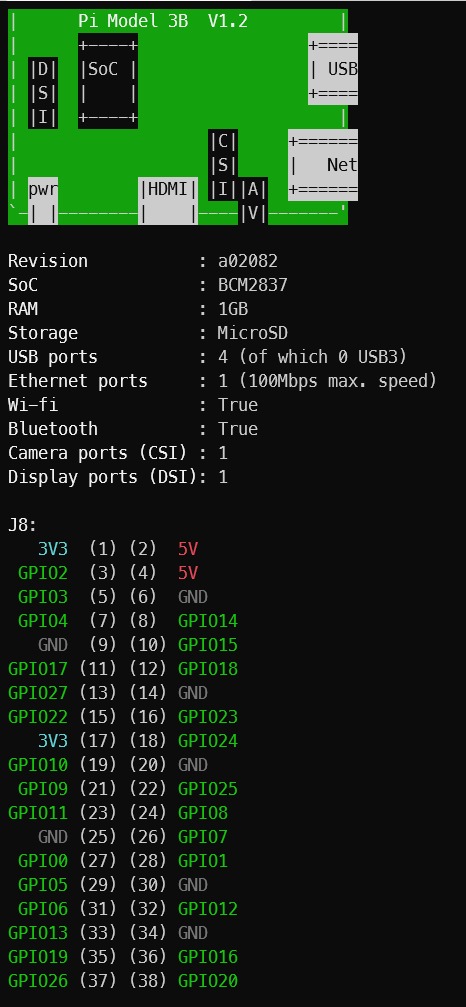 |      Pi Model 3B  V1.2         |
|      +----+                 +====
| |D|  |SoC |                 | USB
| |S|  |    |                 +====
| |I|  +----+                    |
|                   |C|     +======
|                   |S|     |   Net
| pwr        |HDMI| |I||A|  +======
`-| |--------|    |----|V|-------'
Revision           : a02082
SoC                : BCM2837
RAM                : 1GB
Storage            : MicroSD
USB ports          : 4 (of which 0 USB3)
Ethernet ports     : 1 (100Mbps max. speed)
Wi-fi              : True
Bluetooth          : True
Camera ports (CSI) : 1
Display ports (DSI): 1
J8:
   3V3  (1) (2)  5V
 GPIO2  (3) (4)  5V
 GPIO3  (5) (6)  GND
 GPIO4  (7) (8)  GPIO14
   GND  (9) (10) GPIO15
GPIO17 (11) (12) GPIO18
GPIO27 (13) (14) GND
GPIO22 (15) (16) GPIO23
   3V3 (17) (18) GPIO24
GPIO10 (19) (20) GND
 GPIO9 (21) (22) GPIO25
GPIO11 (23) (24) GPIO8
   GND (25) (26) GPIO7
 GPIO0 (27) (28) GPIO1
 GPIO5 (29) (30) GND
 GPIO6 (31) (32) GPIO12
GPIO13 (33) (34) GND
GPIO19 (35) (36) GPIO16
GPIO26 (37) (38) GPIO20